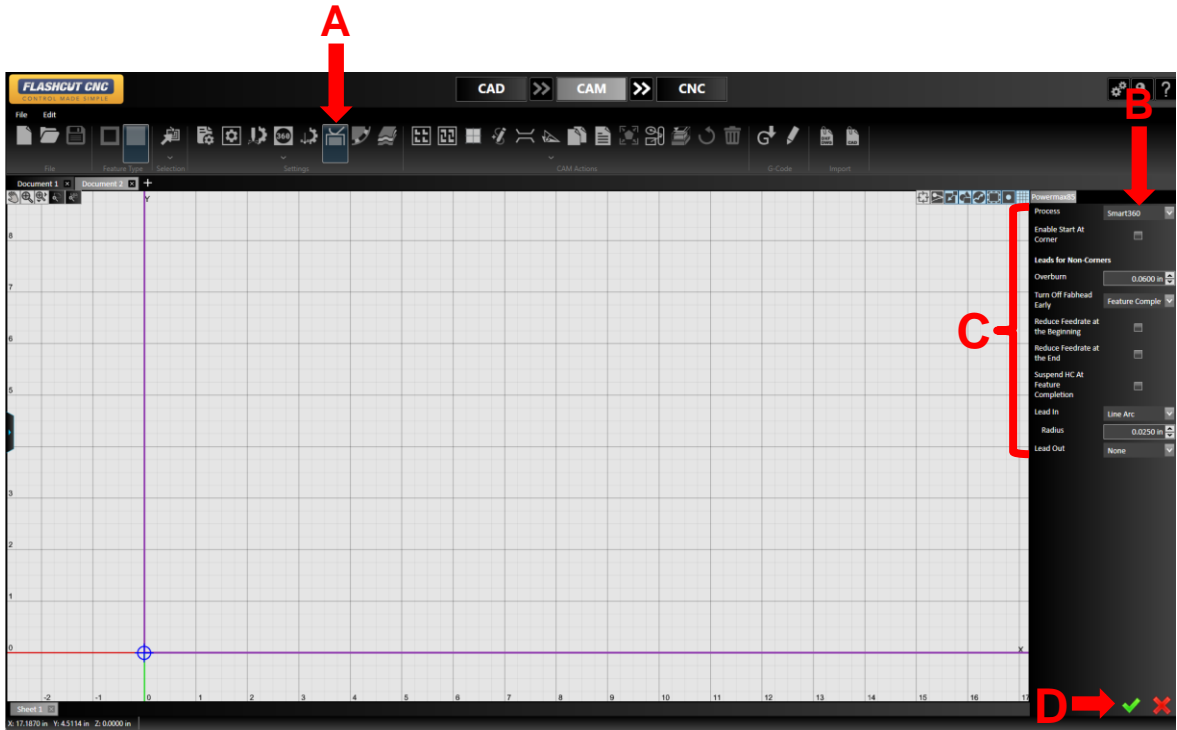 A
FLASHCUT CNC
CONTROL MADE SIMPLE
CAD
CAM
CNC
?
B
File Edit
360
G
File Feature Type Selection Settings CAM Actions G-Code Import
Document 1 Document 2 +
Y
Powermax85
Process Smart360
Enable Start At
Corner
Leads for Non-Corners
Overburn 0.0600 in
Turn Off Fabhead
Early
Feature Comple
Reduce Feedrate at
the Beginning
Reduce Feedrate at
the End
Suspend HC At
Feature
Completion
Lead In Line Arc
Radius 0.0250 in
Lead Out None
C
8
7
6
5
3
2
1
0
X
-2 -1 0 1 2 3 4 5 6 7 8 9 10 11 12 13 14 15 16 17
D
Sheet 1
X: 17.1870 in Y: 4.5114 in Z: 0.0000 in